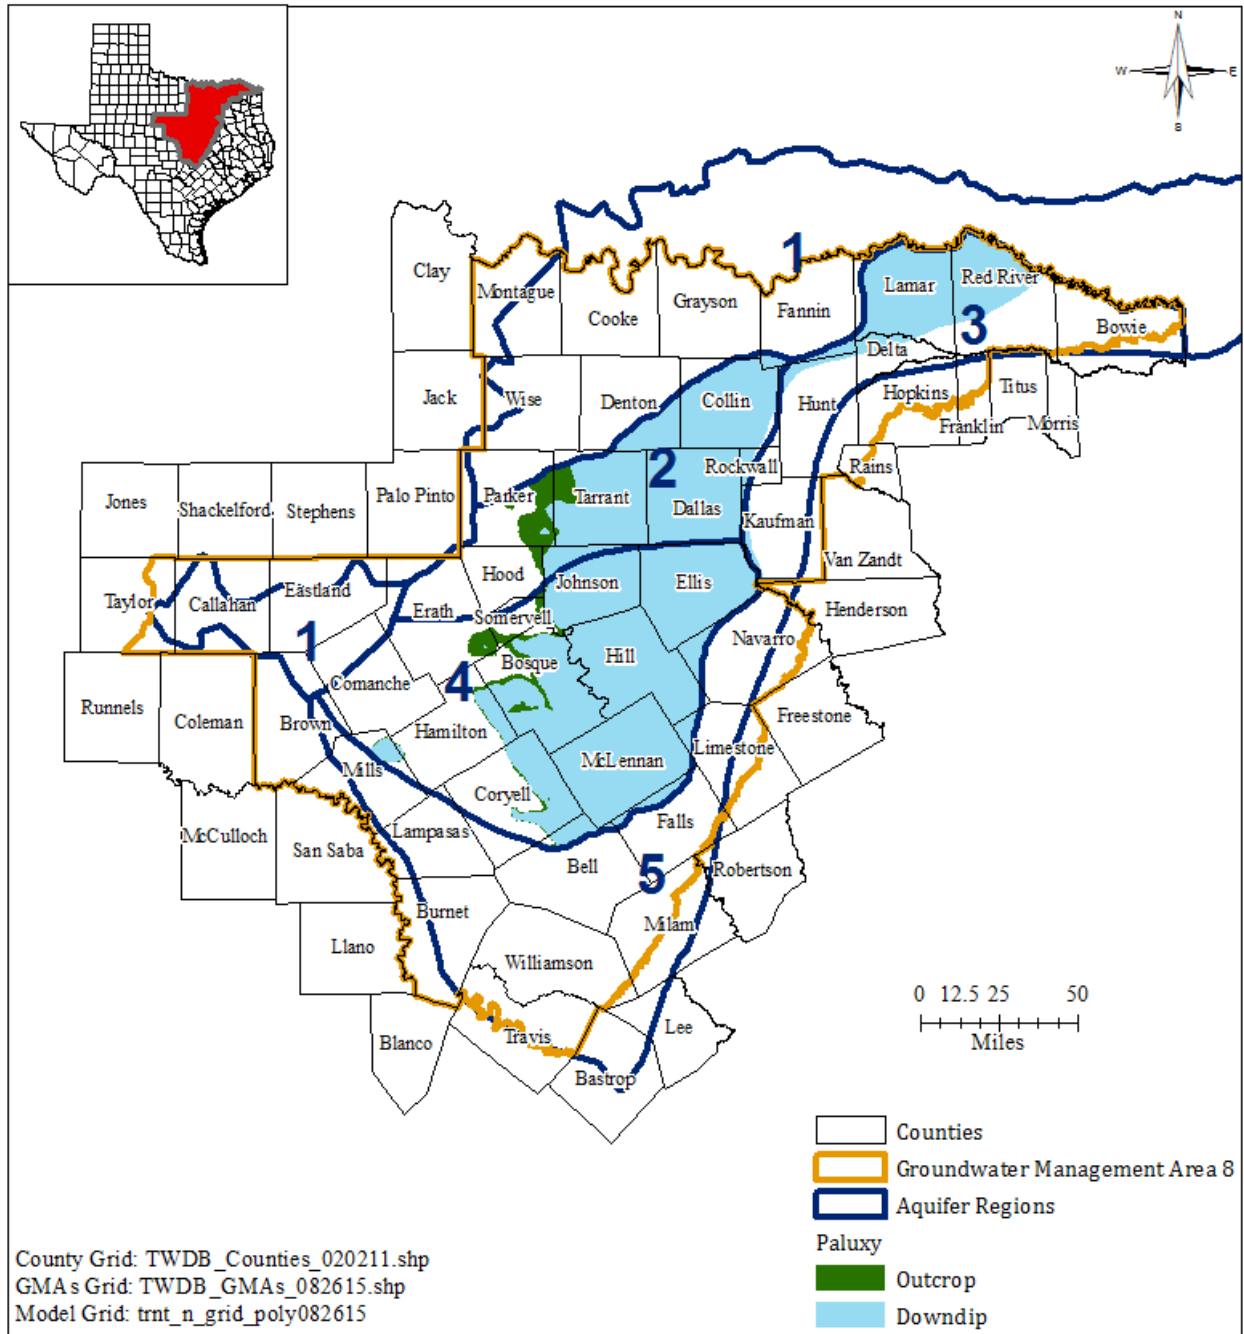 N
W E
S
1
Clay
Montague
Cooke
Grayson
Fannin
Lamar
Red River
3
Bowie
Delta
Jack
Wise
Denton
Collin
Hunt
Hopkins
Titus
Franklin
Morris
2
Rockwall
Rains
Jones
Shackelford
Stephens
Palo Pinto
Parker
Tarrant
Dallas
Kaufman
Van Zandt
Taylor
Callahan
Eastland
Erath
Hood
Johnson
Ellis
Henderson
Somervell
Navarro
1
Comanche
4
Bosque
Hill
Runnels
Coleman
Brown
Hamilton
Freestone
Mills
McLennan
Limestone
Coryell
McCulloch
San Saba
Lampasas
Falls
Bell
5
Robertson
Burnet
Milam
Llano
Williamson
Travis
Lee
Blanco
Bastrop
0 12.5 25 50
Miles
Counties
Groundwater Management Area 8
Aquifer Regions
Paluxy
Outcrop
Downdip
County Grid: TWDB_Counties_020211.shp
GMAs Grid: TWDB_GMAs_082615.shp
Model Grid: trnt_n_grid_poly082615